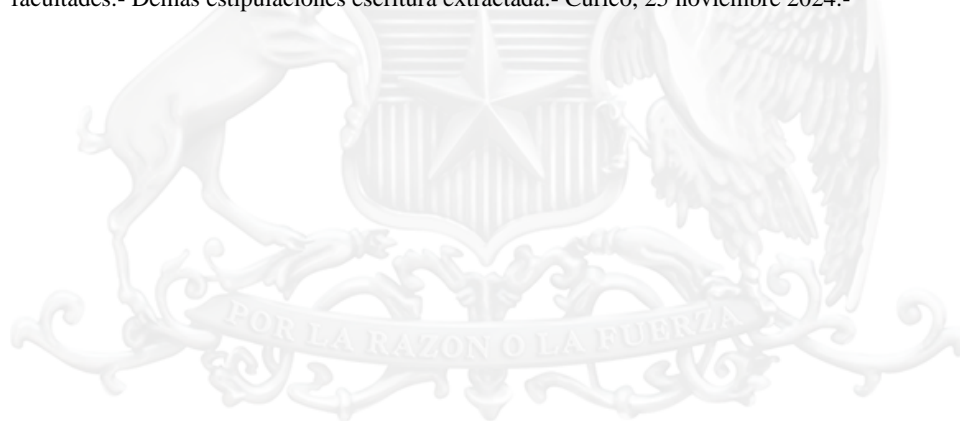 facultades.- Demás estipulaciones escritura extractada.- Curicó, 25 noviembre 2024.-
POR LA RAZON O LA FUERZA